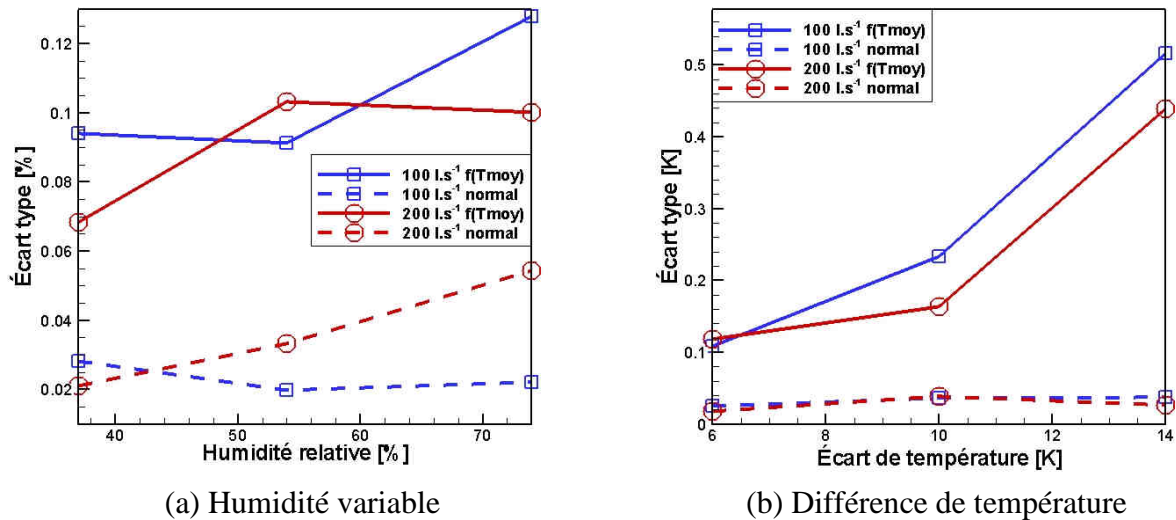 0.12
0.1
0.08
0.06
0.04
0.02
Écart type [%]
100 l.s-1 f(Tmoy)
100 l.s-1 normal
200 l.s-1 f(Tmoy)
200 l.s-1 normal
40 50 60 70
Humidité relative [%]
(a) Humidité variable
0.5
0.4
0.3
0.2
0.1
0
Écart type [K]
100 l.s-1 f(Tmoy)
100 l.s-1 normal
200 l.s-1 f(Tmoy)
200 l.s-1 normal
6 8 10 12 14
Écart de température [K]
(b) Différence de température